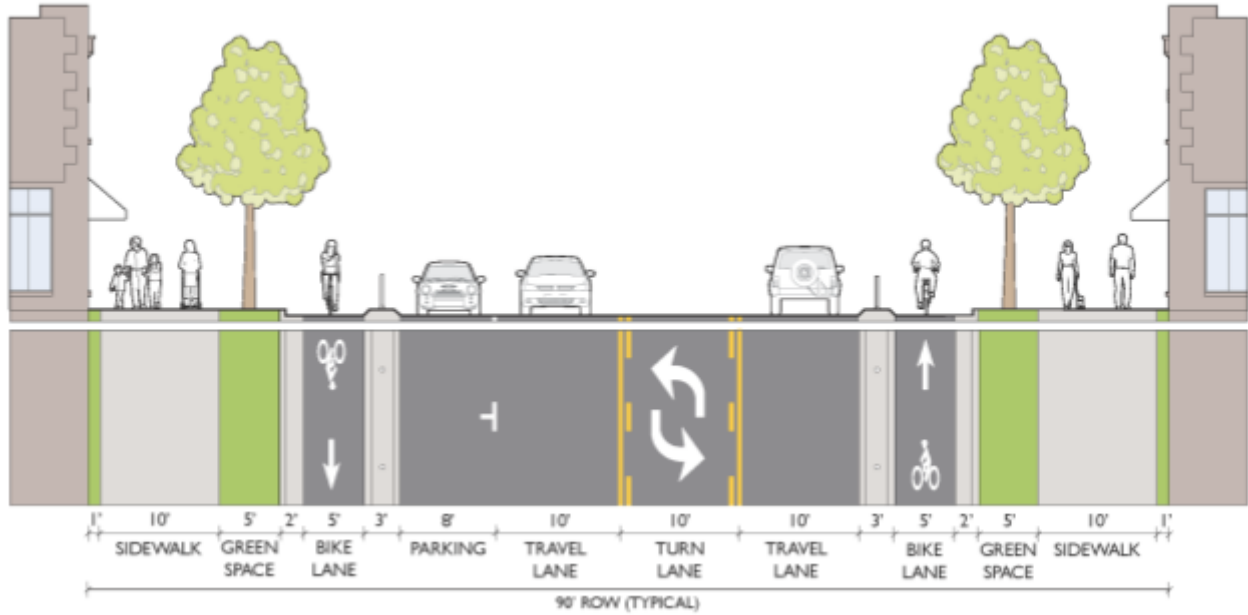 1' 10' 5' 2' 5' 3' 8' 10' 10' 10' 3' 5' 2' 5' 10' 1'
SIDEWALK GREEN SPACE BIKE LANE PARKING TRAVEL LANE TURN LANE TRAVEL LANE BIKE LANE GREEN SPACE SIDEWALK
90' ROW (TYPICAL)